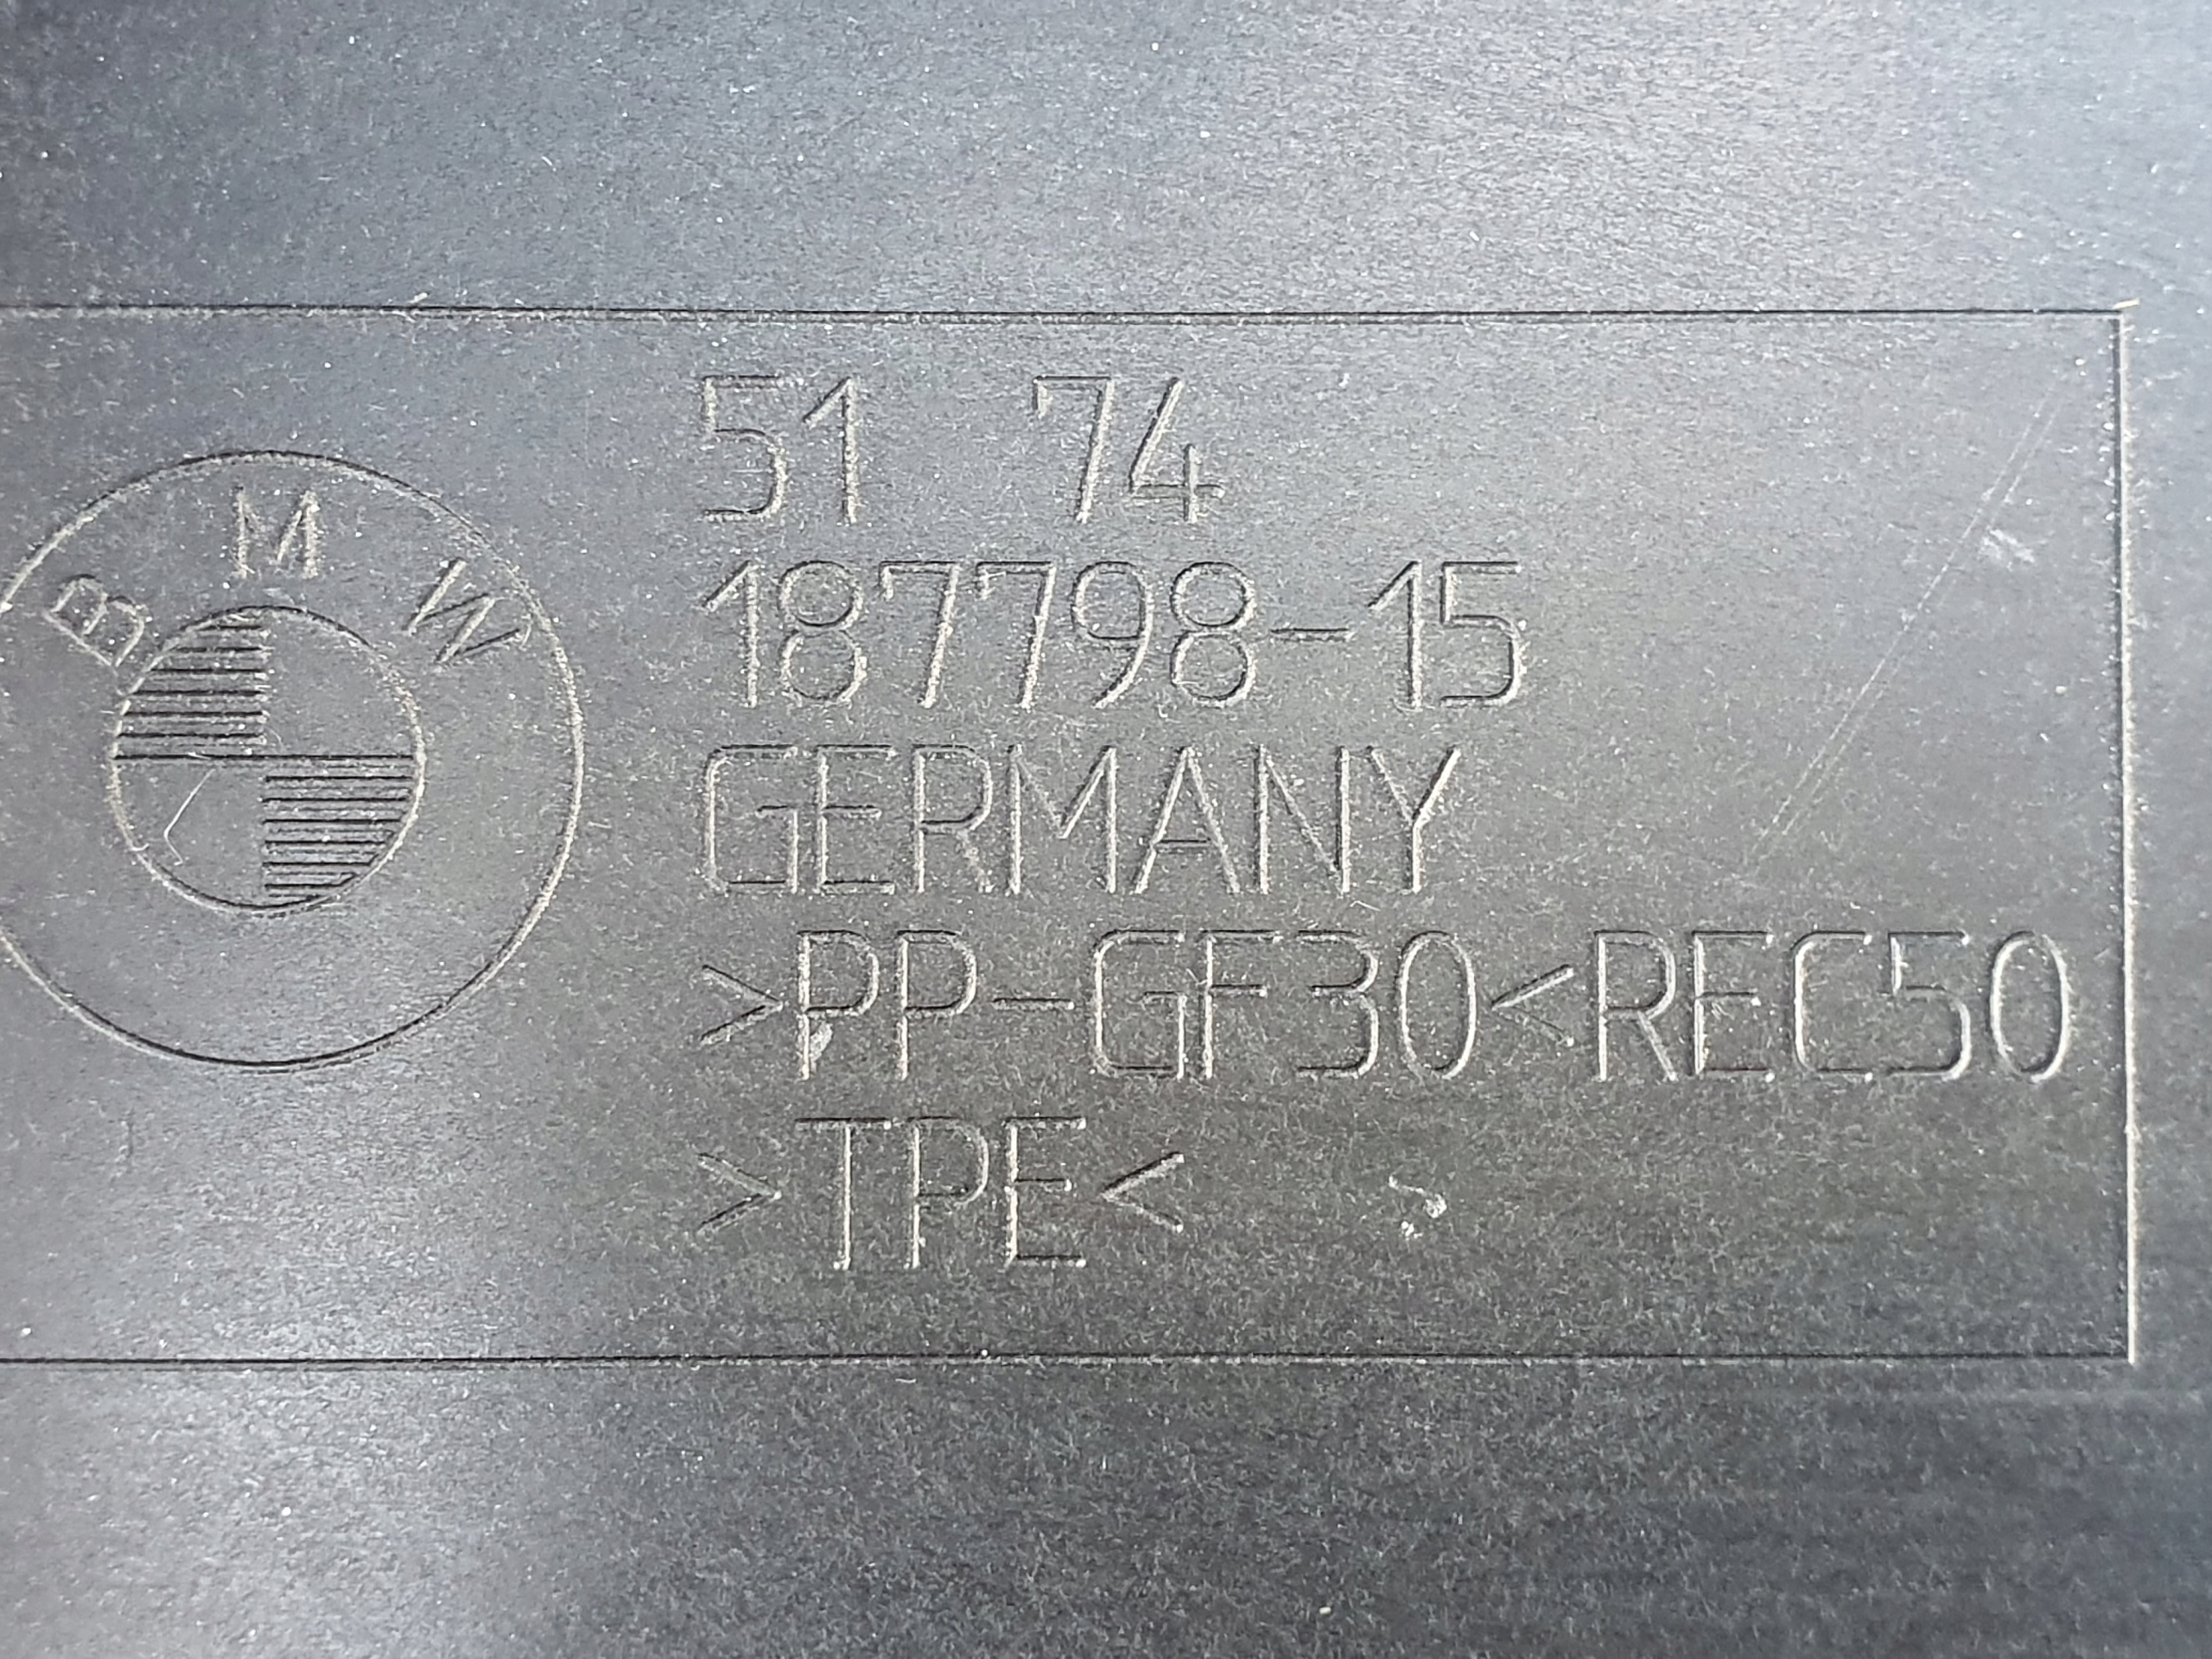 BMW
51 74
187798-15
GERMANY
>PP-GF30<REC50
>TPE<